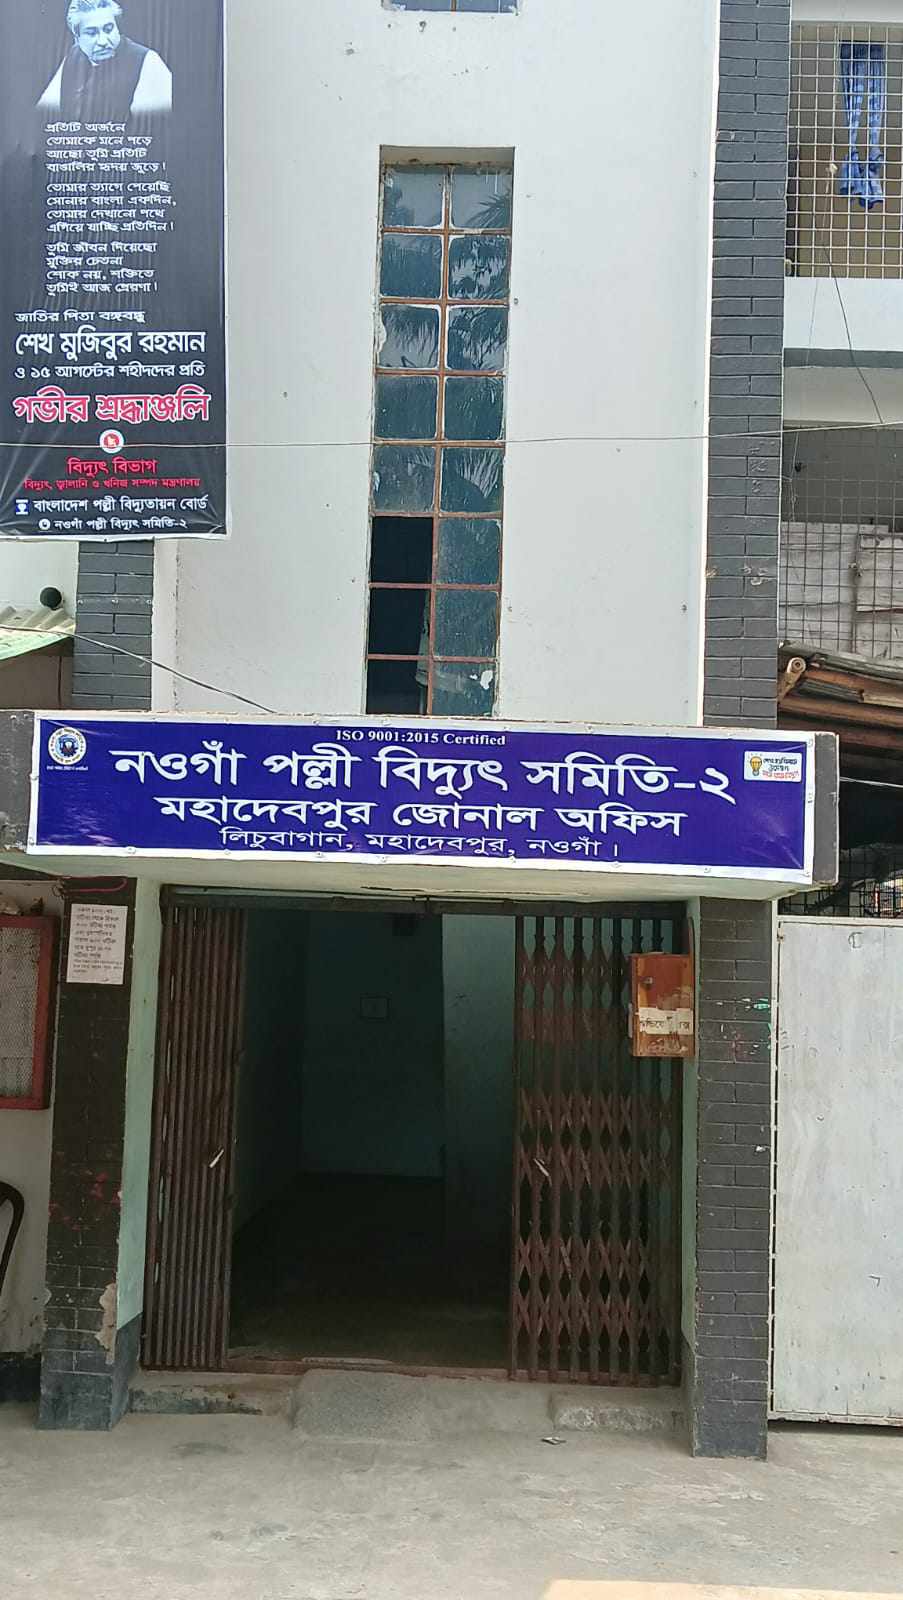 প্রতিটি অর্জনে
তোমাকে মনে পড়ে
আছো তুমি প্রতিটি
বাঙালির হৃদয় জুড়ে।
তোমার ত্যাগে পেয়েছি
সোনার বাংলা একদিন,
তোমার দেখানো পথে
এগিয়ে যাচ্ছি প্রতিদিন।
তুমি জীবন দিয়েছো
মুক্তির চেতনা
শোক নয়, শক্তিতে
তুমিই আজ প্রেরণা।
জাতির পিতা বঙ্গবন্ধু
শেখ মুজিবুর রহমান
ও ১৫ আগস্টের শহীদদের প্রতি
গভীর শ্রদ্ধাঞ্জলি
বিদ্যুৎ বিভাগ
বিদ্যুৎ, জ্বালানি ও খনিজ সম্পদ মন্ত্রণালয়
বাংলাদেশ পল্লী বিদ্যুতায়ন বোর্ড
নওগাঁ পল্লী বিদ্যুৎ সমিতি-২
ISO 9001:2015 Certified
নওগাঁ পল্লী বিদ্যুৎ সমিতি-২
মহাদেবপুর জোনাল অফিস
লিচুবাগান, মহাদেবপুর, নওগাঁ।